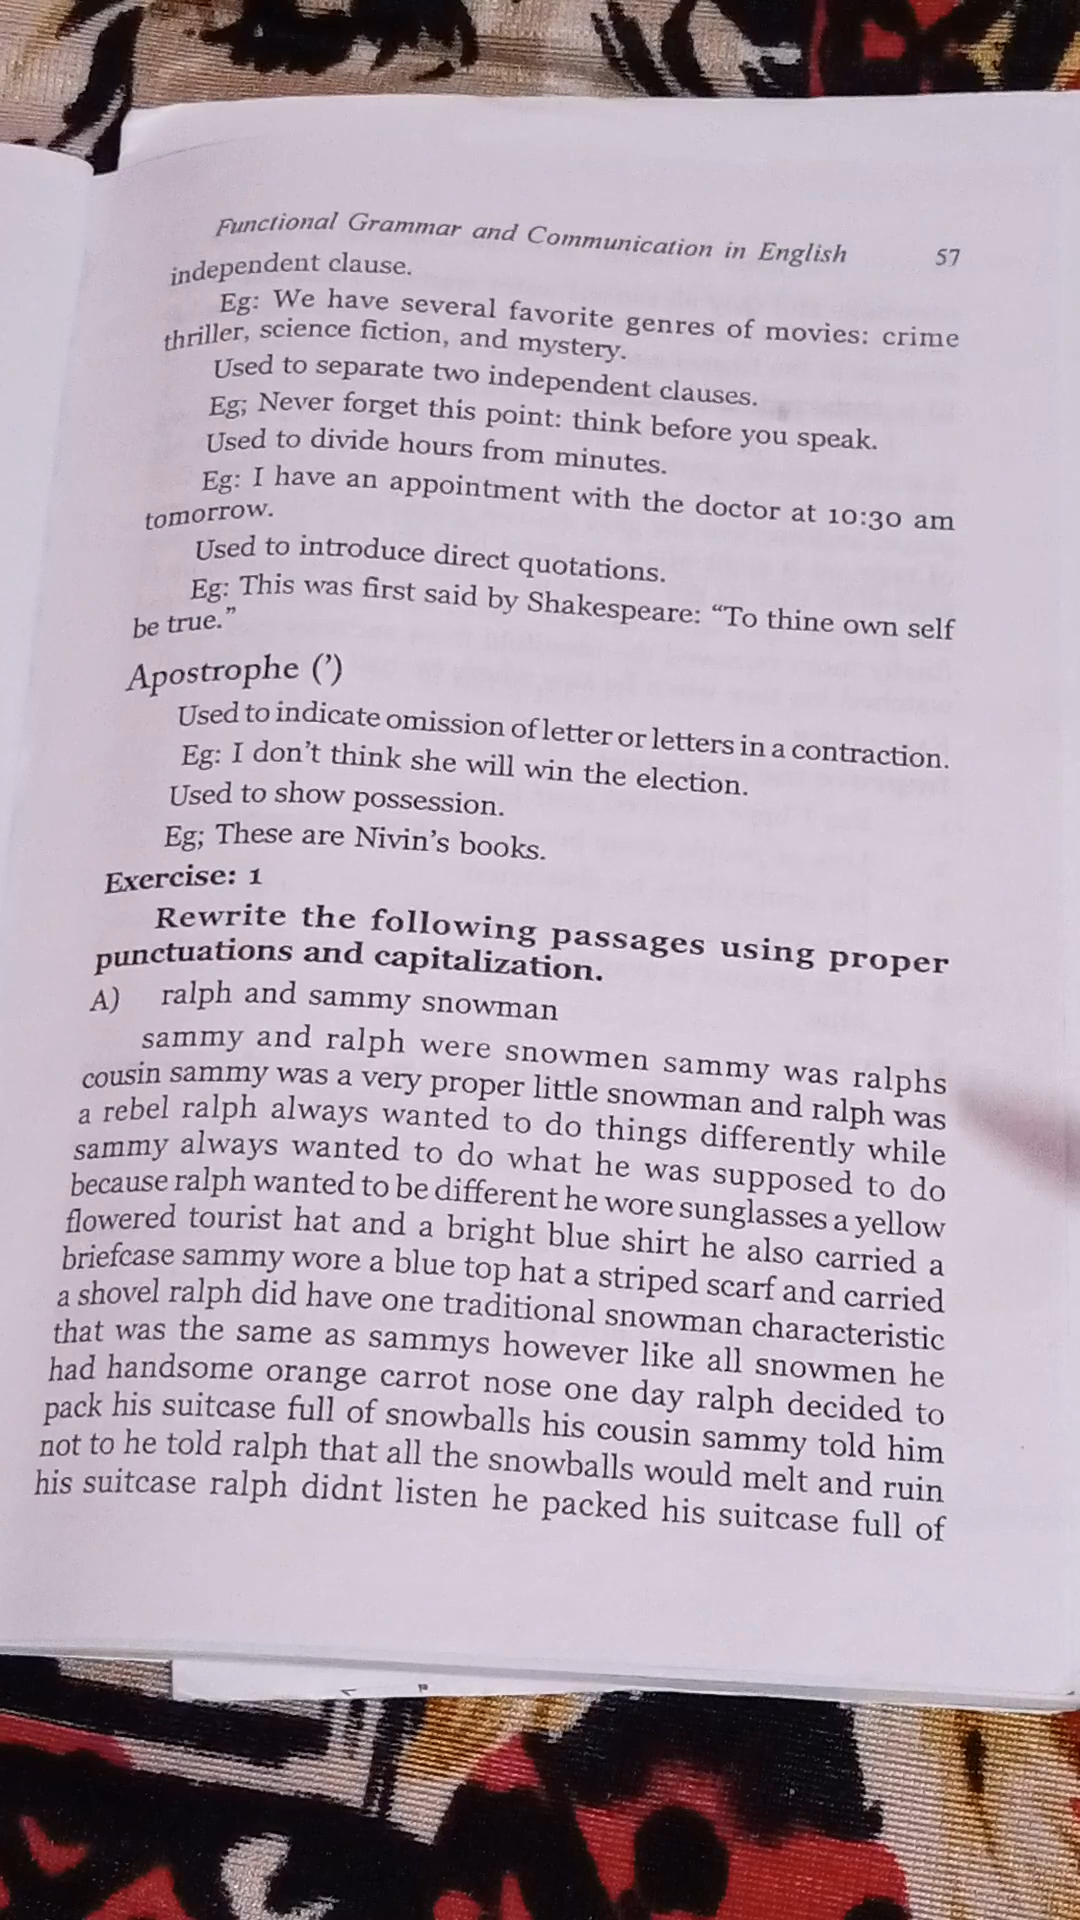 Functional Grammar and Communication in English 57
independent clause.
Eg: We have several favorite genres of movies: crime
thriller, science fiction, and mystery.
Used to separate two independent clauses.
Eg; Never forget this point: think before you speak.
Used to divide hours from minutes.
Eg: I have an appointment with the doctor at 10:30 am
tomorrow.
Used to introduce direct quotations.
Eg: This was first said by Shakespeare: “To thine own self
be true.”
Apostrophe (’)
Used to indicate omission of letter or letters in a contraction.
Eg: I don’t think she will win the election.
Used to show possession.
Eg; These are Nivin’s books.
Exercise: 1
Rewrite the following passages using proper
punctuations and capitalization.
A) ralph and sammy snowman
sammy and ralph were snowmen sammy was ralphs
cousin sammy was a very proper little snowman and ralph was
a rebel ralph always wanted to do things differently while
sammy always wanted to do what he was supposed to do
because ralph wanted to be different he wore sunglasses a yellow
flowered tourist hat and a bright blue shirt he also carried a
briefcase sammy wore a blue top hat a striped scarf and carried
a shovel ralph did have one traditional snowman characteristic
that was the same as sammys however like all snowmen he
had handsome orange carrot nose one day ralph decided to
pack his suitcase full of snowballs his cousin sammy told him
not to he told ralph that all the snowballs would melt and ruin
his suitcase ralph didnt listen he packed his suitcase full of